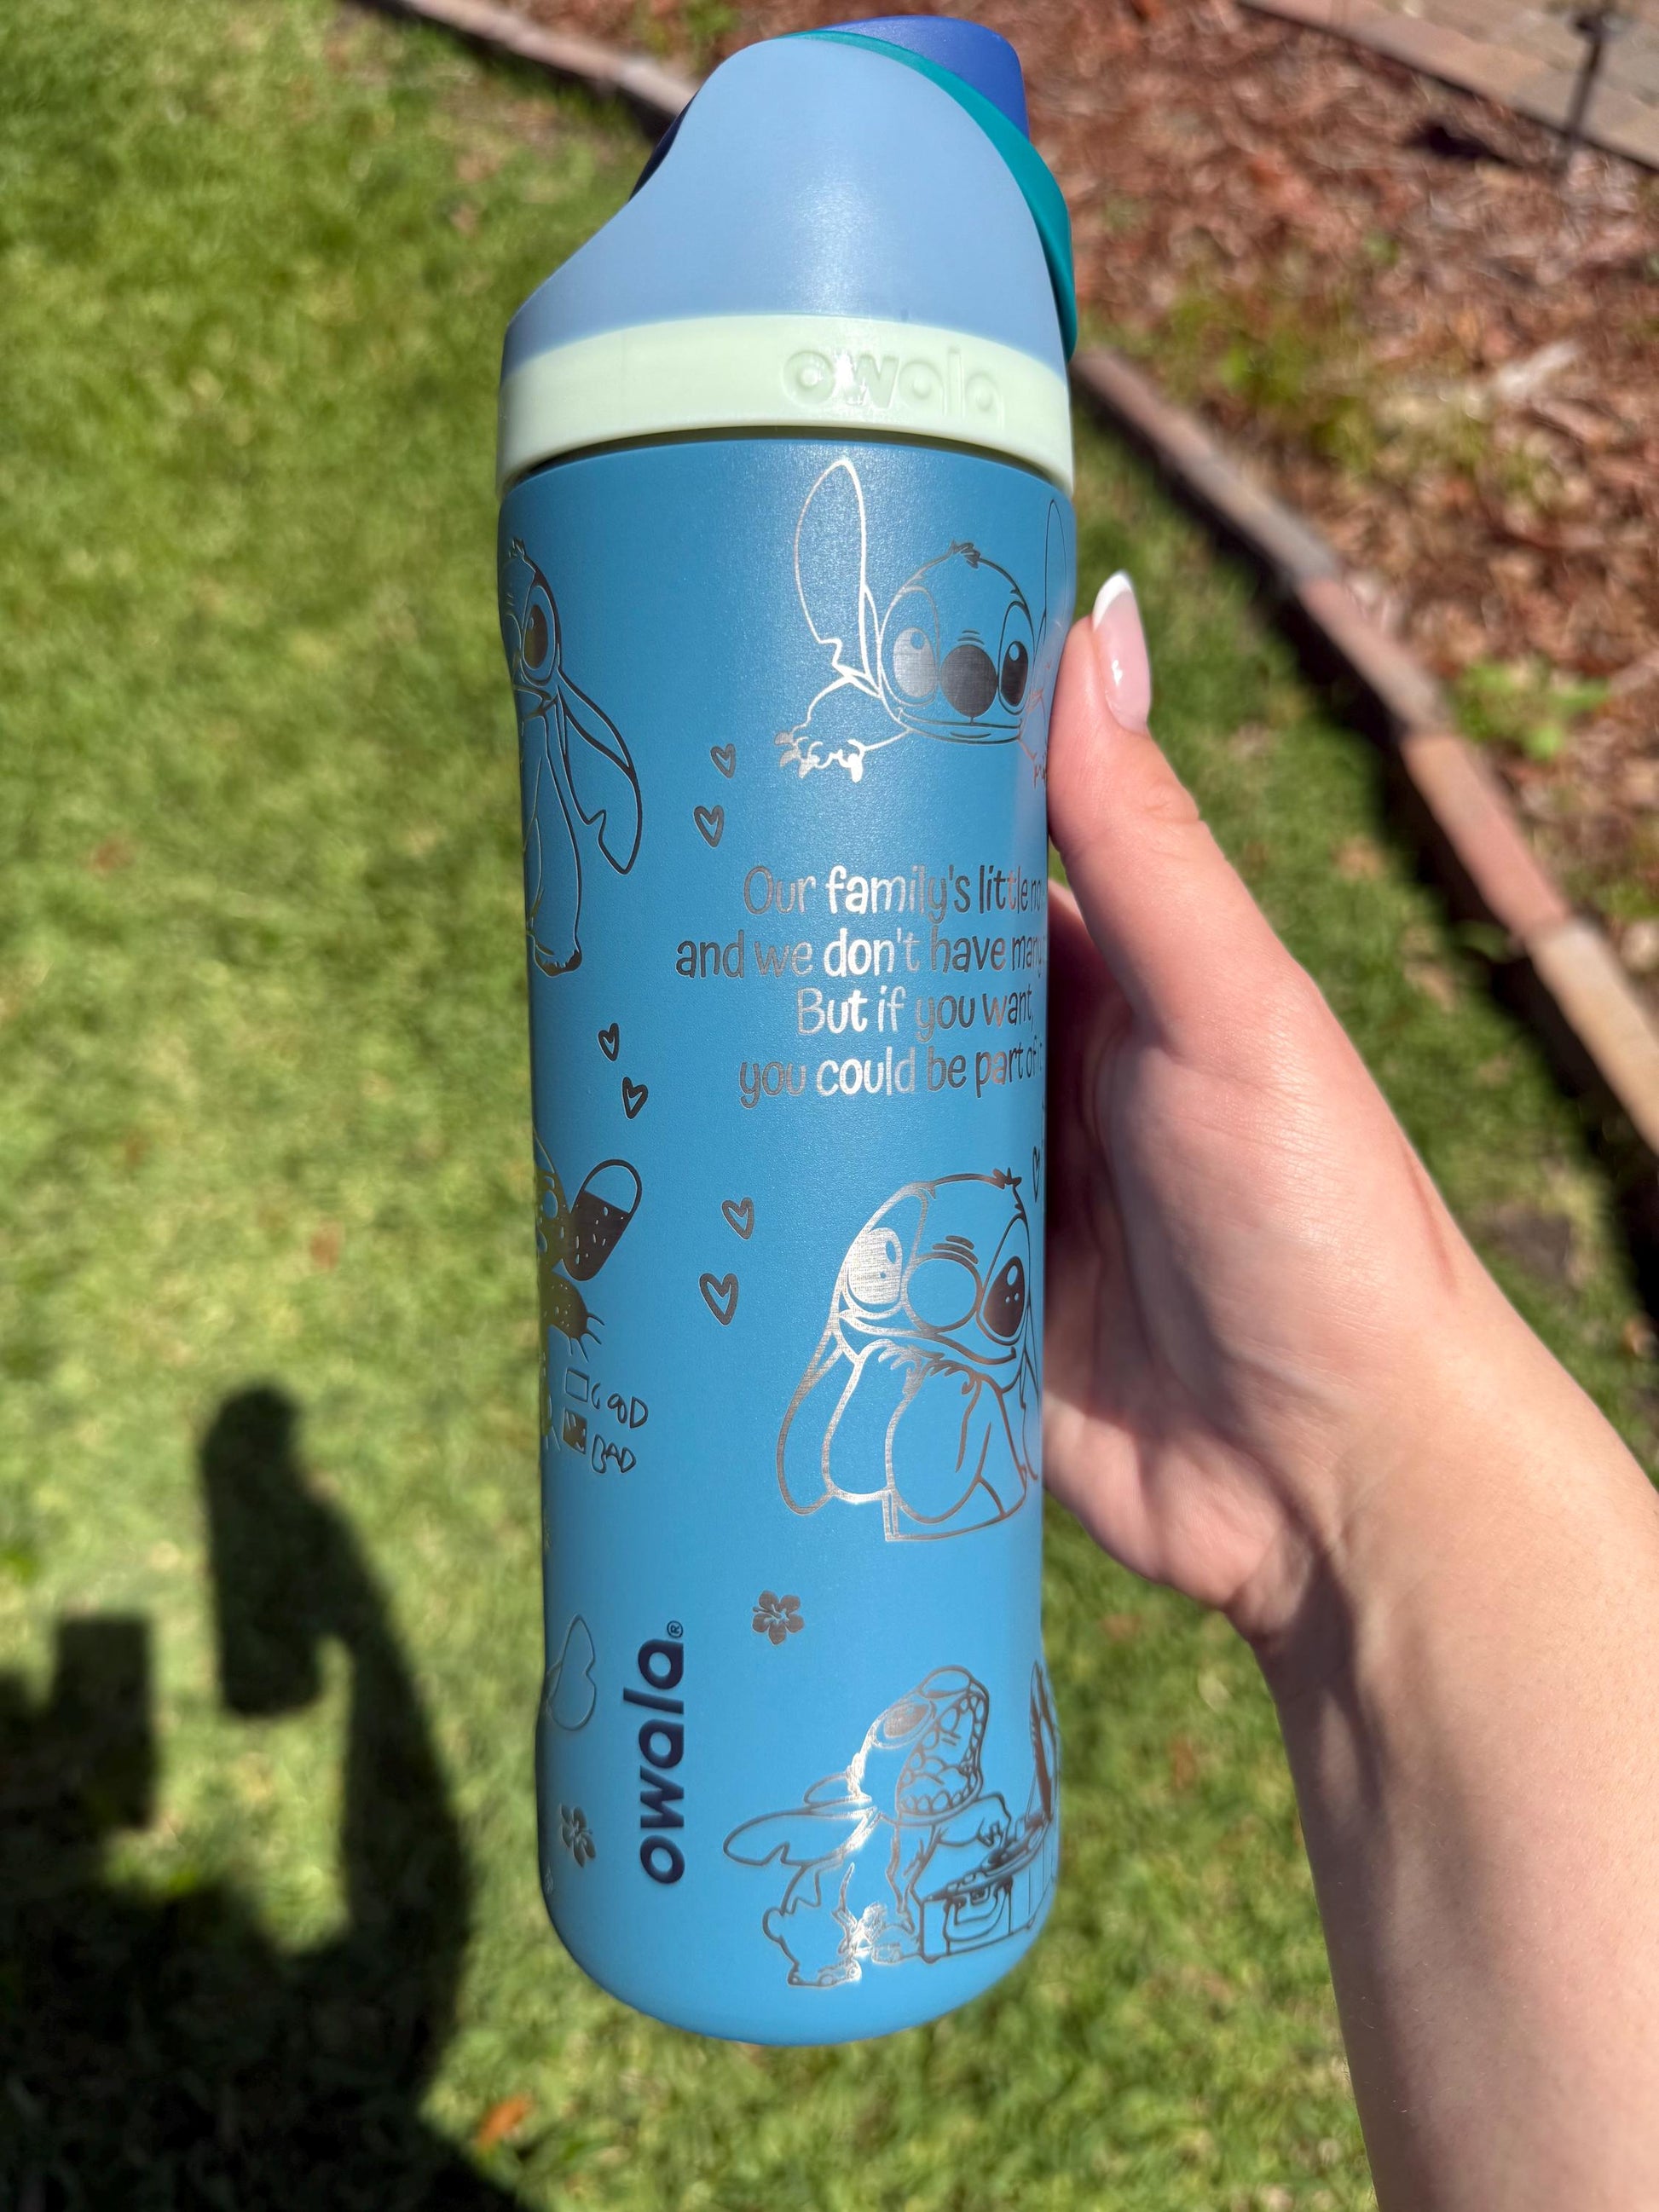 owala
Our family's little
and we don't have many
But if you want,
you could be part of
GOOD
BAD
owala®